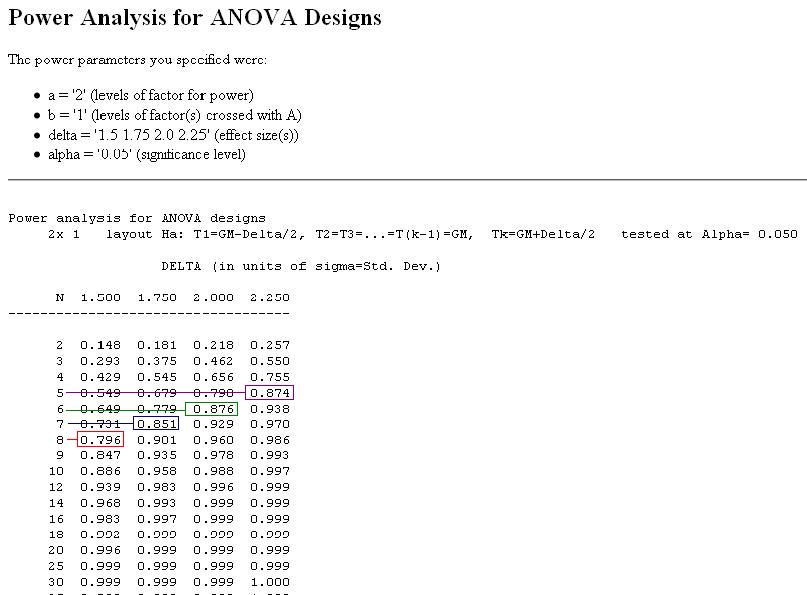 Power Analysis for ANOVA Designs
The power parameters you specified were:
• a = '2' (levels of factor for power)
• b = '1' (levels of factor(s) crossed with A)
• delta = '1.5 1.75 2.0 2.25' (effect size(s))
• alpha = '0.05' (significance level)
Power analysis for ANOVA designs
2x 1 layout Ha: T1=GM-Delta/2, T2=T3=...=T(k-1)=GM, Tk=GM+Delta/2 tested at Alpha= 0.050
DELTA (in units of sigma=Std. Dev.)
N 1.500 1.750 2.000 2.250
-----------------------------------
2 0.148 0.181 0.218 0.257
3 0.293 0.375 0.462 0.550
4 0.429 0.545 0.656 0.755
5 0.549 0.679 0.790 0.874
6 0.649 0.779 0.876 0.938
7 0.731 0.851 0.929 0.970
8 0.796 0.901 0.960 0.986
9 0.847 0.935 0.978 0.993
10 0.886 0.958 0.988 0.997
12 0.939 0.983 0.996 0.999
14 0.968 0.993 0.999 0.999
16 0.983 0.997 0.999 0.999
18 0.992 0.999 0.999 0.999
20 0.996 0.999 0.999 0.999
25 0.999 0.999 0.999 0.999
30 0.999 0.999 0.999 1.000